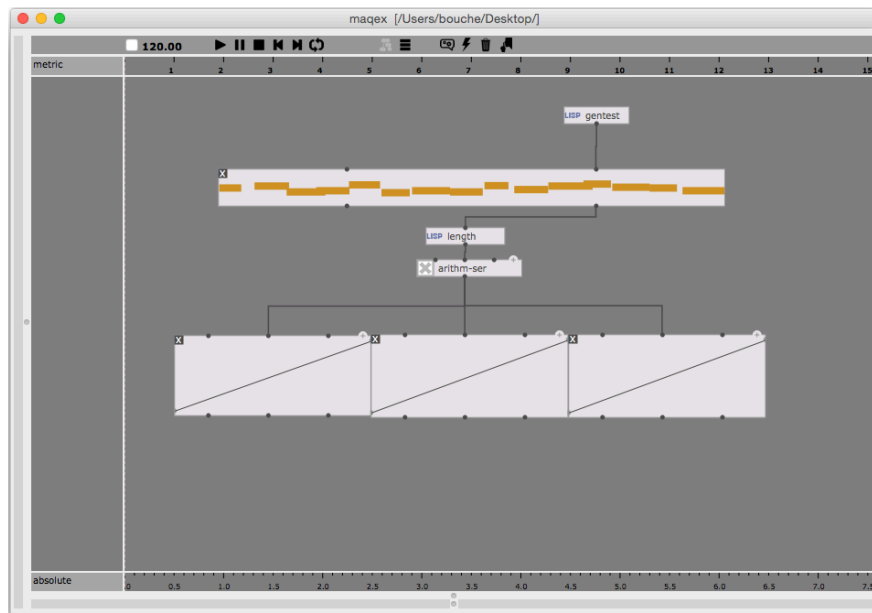 maqex [/Users/bouche/Desktop/]
120.00
metric
1 2 3 4 5 6 7 8 9 10 11 12 13 14 15
LISP gentest
X
LISP length
arithm-ser
X X X
absolute
.0 0.5 1.0 1.5 2.0 2.5 3.0 3.5 4.0 4.5 5.0 5.5 6.0 6.5 7.0 7.5